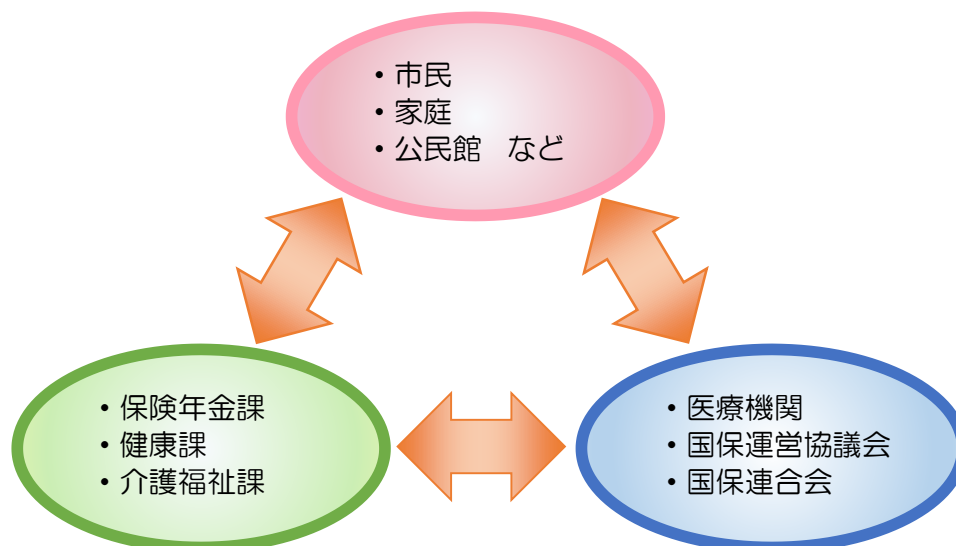 ・市民
・家庭
・公民館　など
・保険年金課
・健康課
・介護福祉課
・医療機関
・国保運営協議会
・国保連合会